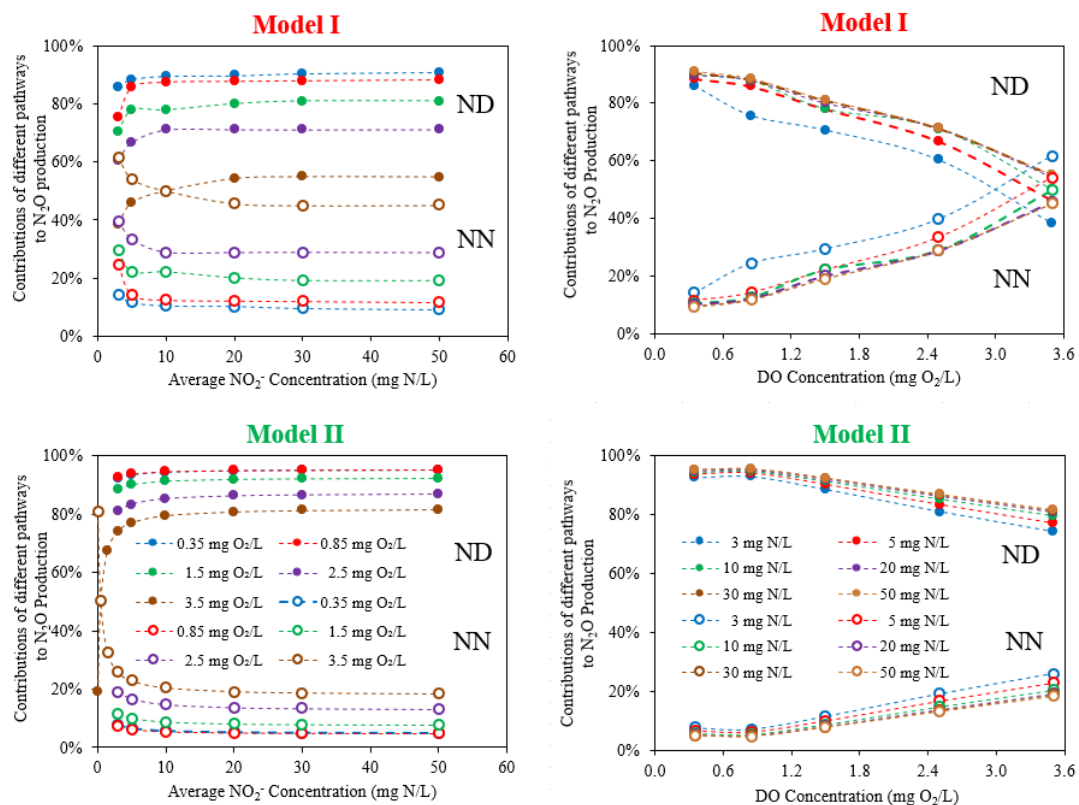 Model I
Contributions of different pathways
to N₂O production
100%
80%
60%
40%
20%
0%
ND
NN
0
10
20
30
40
50
60
Average NO₂⁻ Concentration (mg N/L)
Model I
Contributions of different pathways
to N₂O Production
100%
80%
60%
40%
20%
0%
ND
NN
0.0
0.6
1.2
1.8
2.4
3.0
3.6
DO Concentration (mg O₂/L)
Model II
Contributions of different pathways
to N₂O Production
100%
80%
60%
40%
20%
0%
0.35 mg O₂/L
0.85 mg O₂/L
1.5 mg O₂/L
2.5 mg O₂/L
3.5 mg O₂/L
0.35 mg O₂/L
0.85 mg O₂/L
1.5 mg O₂/L
2.5 mg O₂/L
3.5 mg O₂/L
ND
NN
0
10
20
30
40
50
60
Average NO₂⁻ Concentration (mg N/L)
Model II
Contributions of different pathways
to N₂O Production
100%
80%
60%
40%
20%
0%
3 mg N/L
5 mg N/L
10 mg N/L
20 mg N/L
30 mg N/L
50 mg N/L
3 mg N/L
5 mg N/L
10 mg N/L
20 mg N/L
30 mg N/L
50 mg N/L
ND
NN
0.0
0.6
1.2
1.8
2.4
3.0
3.6
DO Concentration (mg O₂/L)